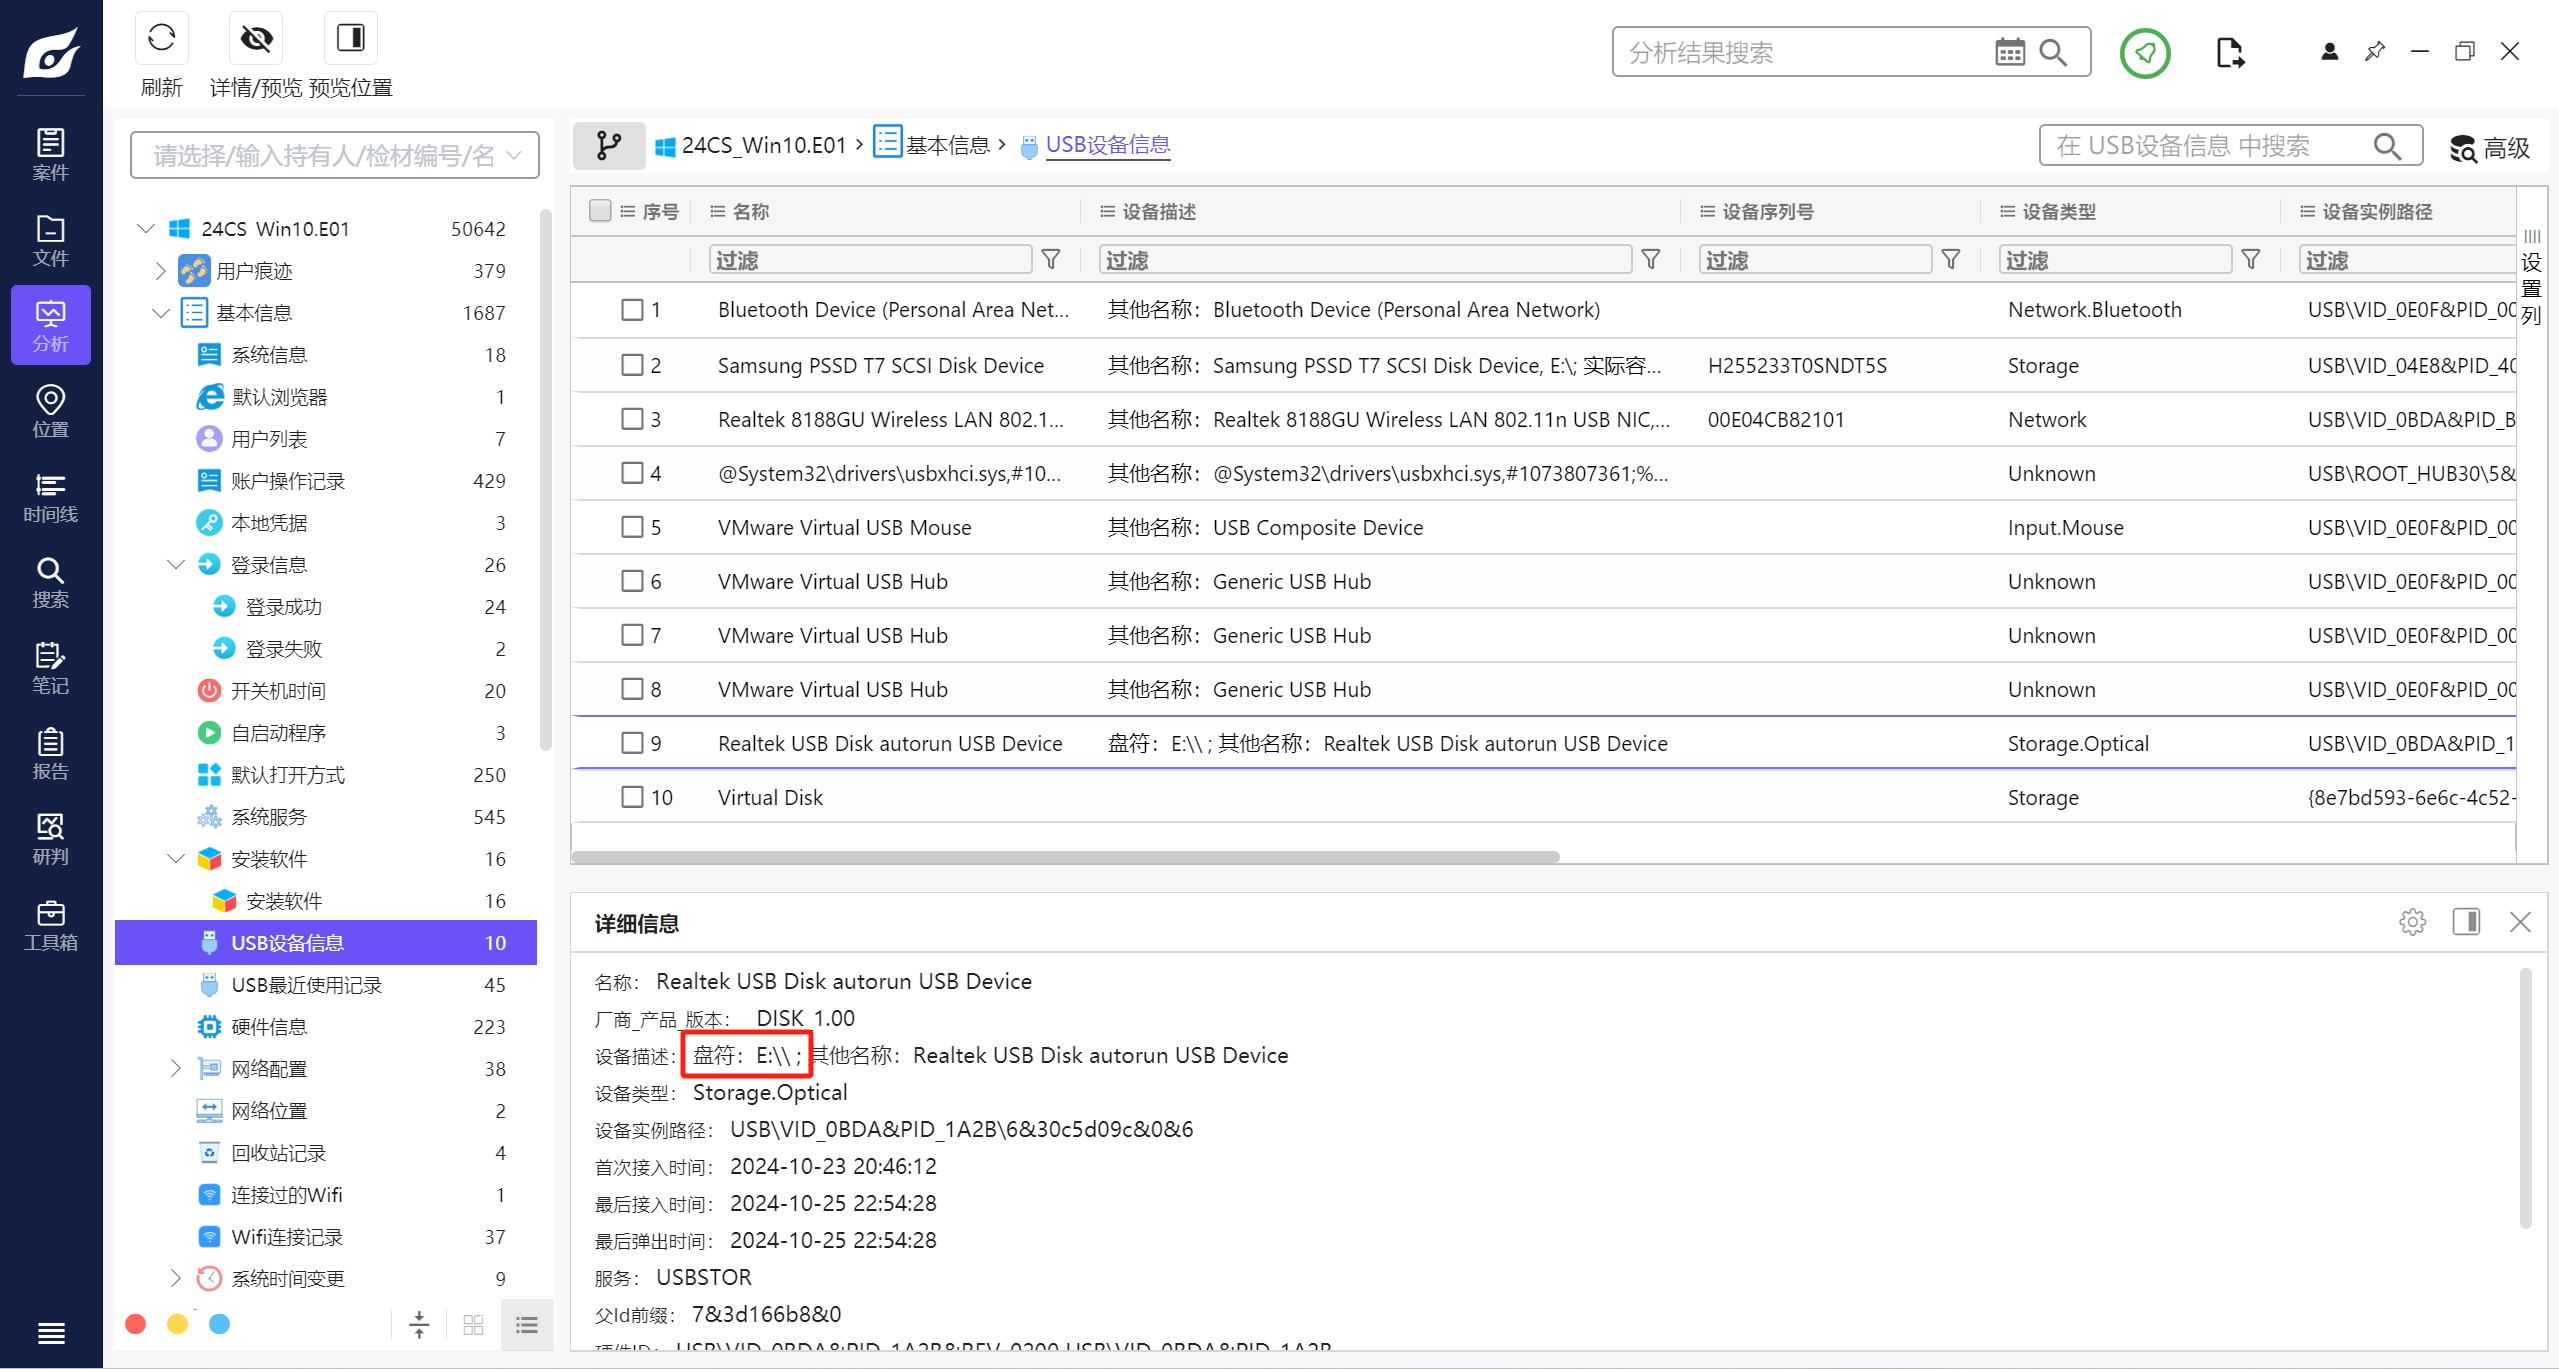 刷新
详情/预览
预览位置
分析结果搜索
案件
文件
分析
位置
时间线
搜索
笔记
报告
研判
工具箱
请选择/输入持有人/检材编号/名
24CS_Win10.E01 50642
用户痕迹 379
基本信息 1687
系统信息 18
默认浏览器 1
用户列表 7
账户操作记录 429
本地凭据 3
登录信息 26
登录成功 24
登录失败 2
开关机时间 20
自启动程序 3
默认打开方式 250
系统服务 545
安装软件 16
安装软件 16
USB设备信息 10
USB最近使用记录 45
硬件信息 223
网络配置 38
网络位置 2
回收站记录 4
连接过的Wifi 1
Wifi连接记录 37
系统时间变更 9
24CS_Win10.E01 › 基本信息 › USB设备信息
在 USB设备信息 中搜索
高级
序号 名称 设备描述 设备序列号 设备类型 设备实例路径
过滤 过滤 过滤 过滤 过滤
设置列
1 Bluetooth Device (Personal Area Net... 其他名称：Bluetooth Device (Personal Area Network) Network.Bluetooth USB\VID_0E0F&PID_00
2 Samsung PSSD T7 SCSI Disk Device 其他名称：Samsung PSSD T7 SCSI Disk Device, E:\; 实际容... H255233T0SNDT5S Storage USB\VID_04E8&PID_40
3 Realtek 8188GU Wireless LAN 802.1... 其他名称：Realtek 8188GU Wireless LAN 802.11n USB NIC,... 00E04CB82101 Network USB\VID_0BDA&PID_B
4 @System32\drivers\usbxhci.sys,#10... 其他名称：@System32\drivers\usbxhci.sys,#1073807361;%... Unknown USB\ROOT_HUB30\5&
5 VMware Virtual USB Mouse 其他名称：USB Composite Device Input.Mouse USB\VID_0E0F&PID_00
6 VMware Virtual USB Hub 其他名称：Generic USB Hub Unknown USB\VID_0E0F&PID_00
7 VMware Virtual USB Hub 其他名称：Generic USB Hub Unknown USB\VID_0E0F&PID_00
8 VMware Virtual USB Hub 其他名称：Generic USB Hub Unknown USB\VID_0E0F&PID_00
9 Realtek USB Disk autorun USB Device 盘符：E:\\ ; 其他名称：Realtek USB Disk autorun USB Device Storage.Optical USB\VID_0BDA&PID_1
10 Virtual Disk Storage {8e7bd593-6e6c-4c52-
详细信息
名称： Realtek USB Disk autorun USB Device
厂商_产品_版本： DISK_1.00
设备描述： 盘符：E:\\ ; 其他名称：Realtek USB Disk autorun USB Device
设备类型： Storage.Optical
设备实例路径： USB\VID_0BDA&PID_1A2B\6&30c5d09c&0&6
首次接入时间： 2024-10-23 20:46:12
最后接入时间： 2024-10-25 22:54:28
最后弹出时间： 2024-10-25 22:54:28
服务： USBSTOR
父Id前缀： 7&3d166b8&0
硬件ID： USB\VID_0BDA&PID_1A2B&REV_0200,USB\VID_0BDA&PID_1A2B